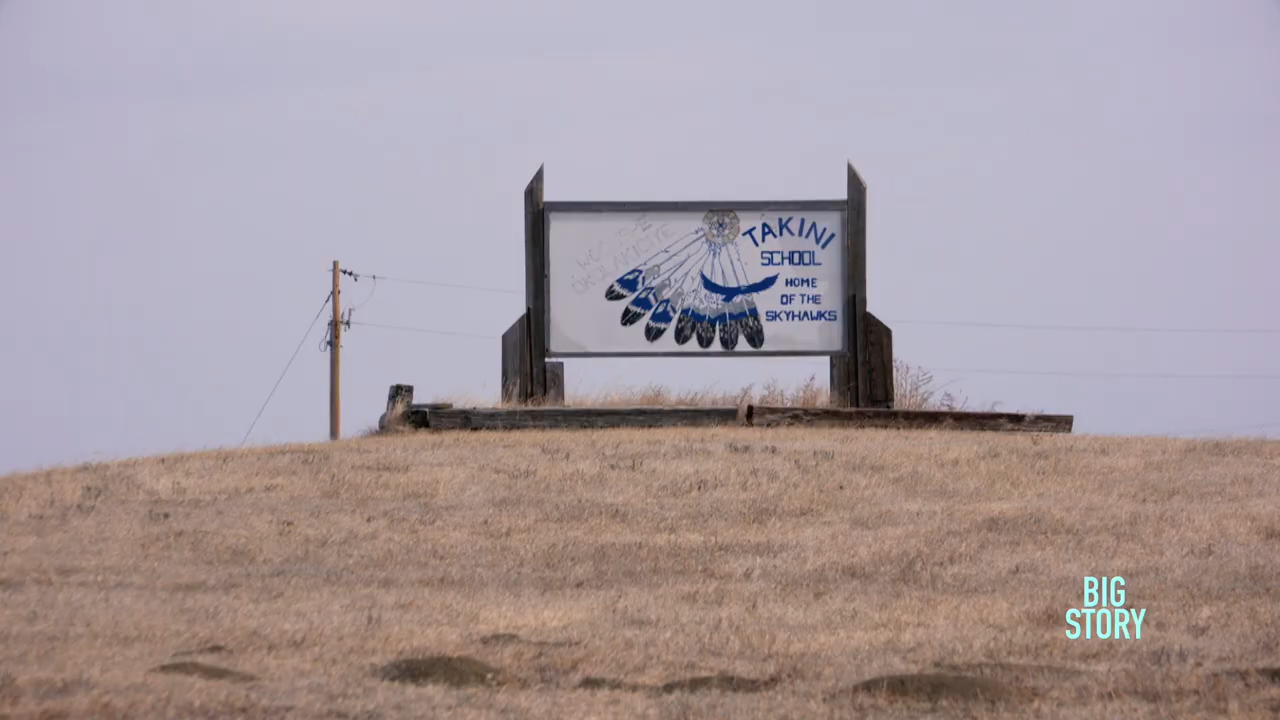 TAKINI
SCHOOL
HOME
OF THE
SKYHAWKS
BIG
STORY